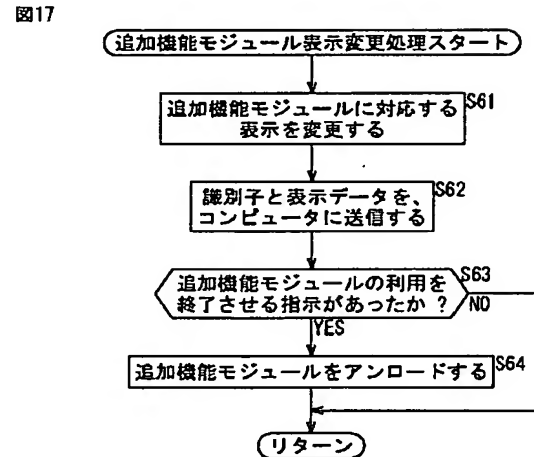 図17
追加機能モジュール表示変更処理スタート
追加機能モジュールに対応する
表示を変更する
S61
識別子と表示データを、
コンピュータに送信する
S62
追加機能モジュールの利用を
終了させる指示があったか ?
S63
NO
YES
追加機能モジュールをアンロードする
S64
リターン